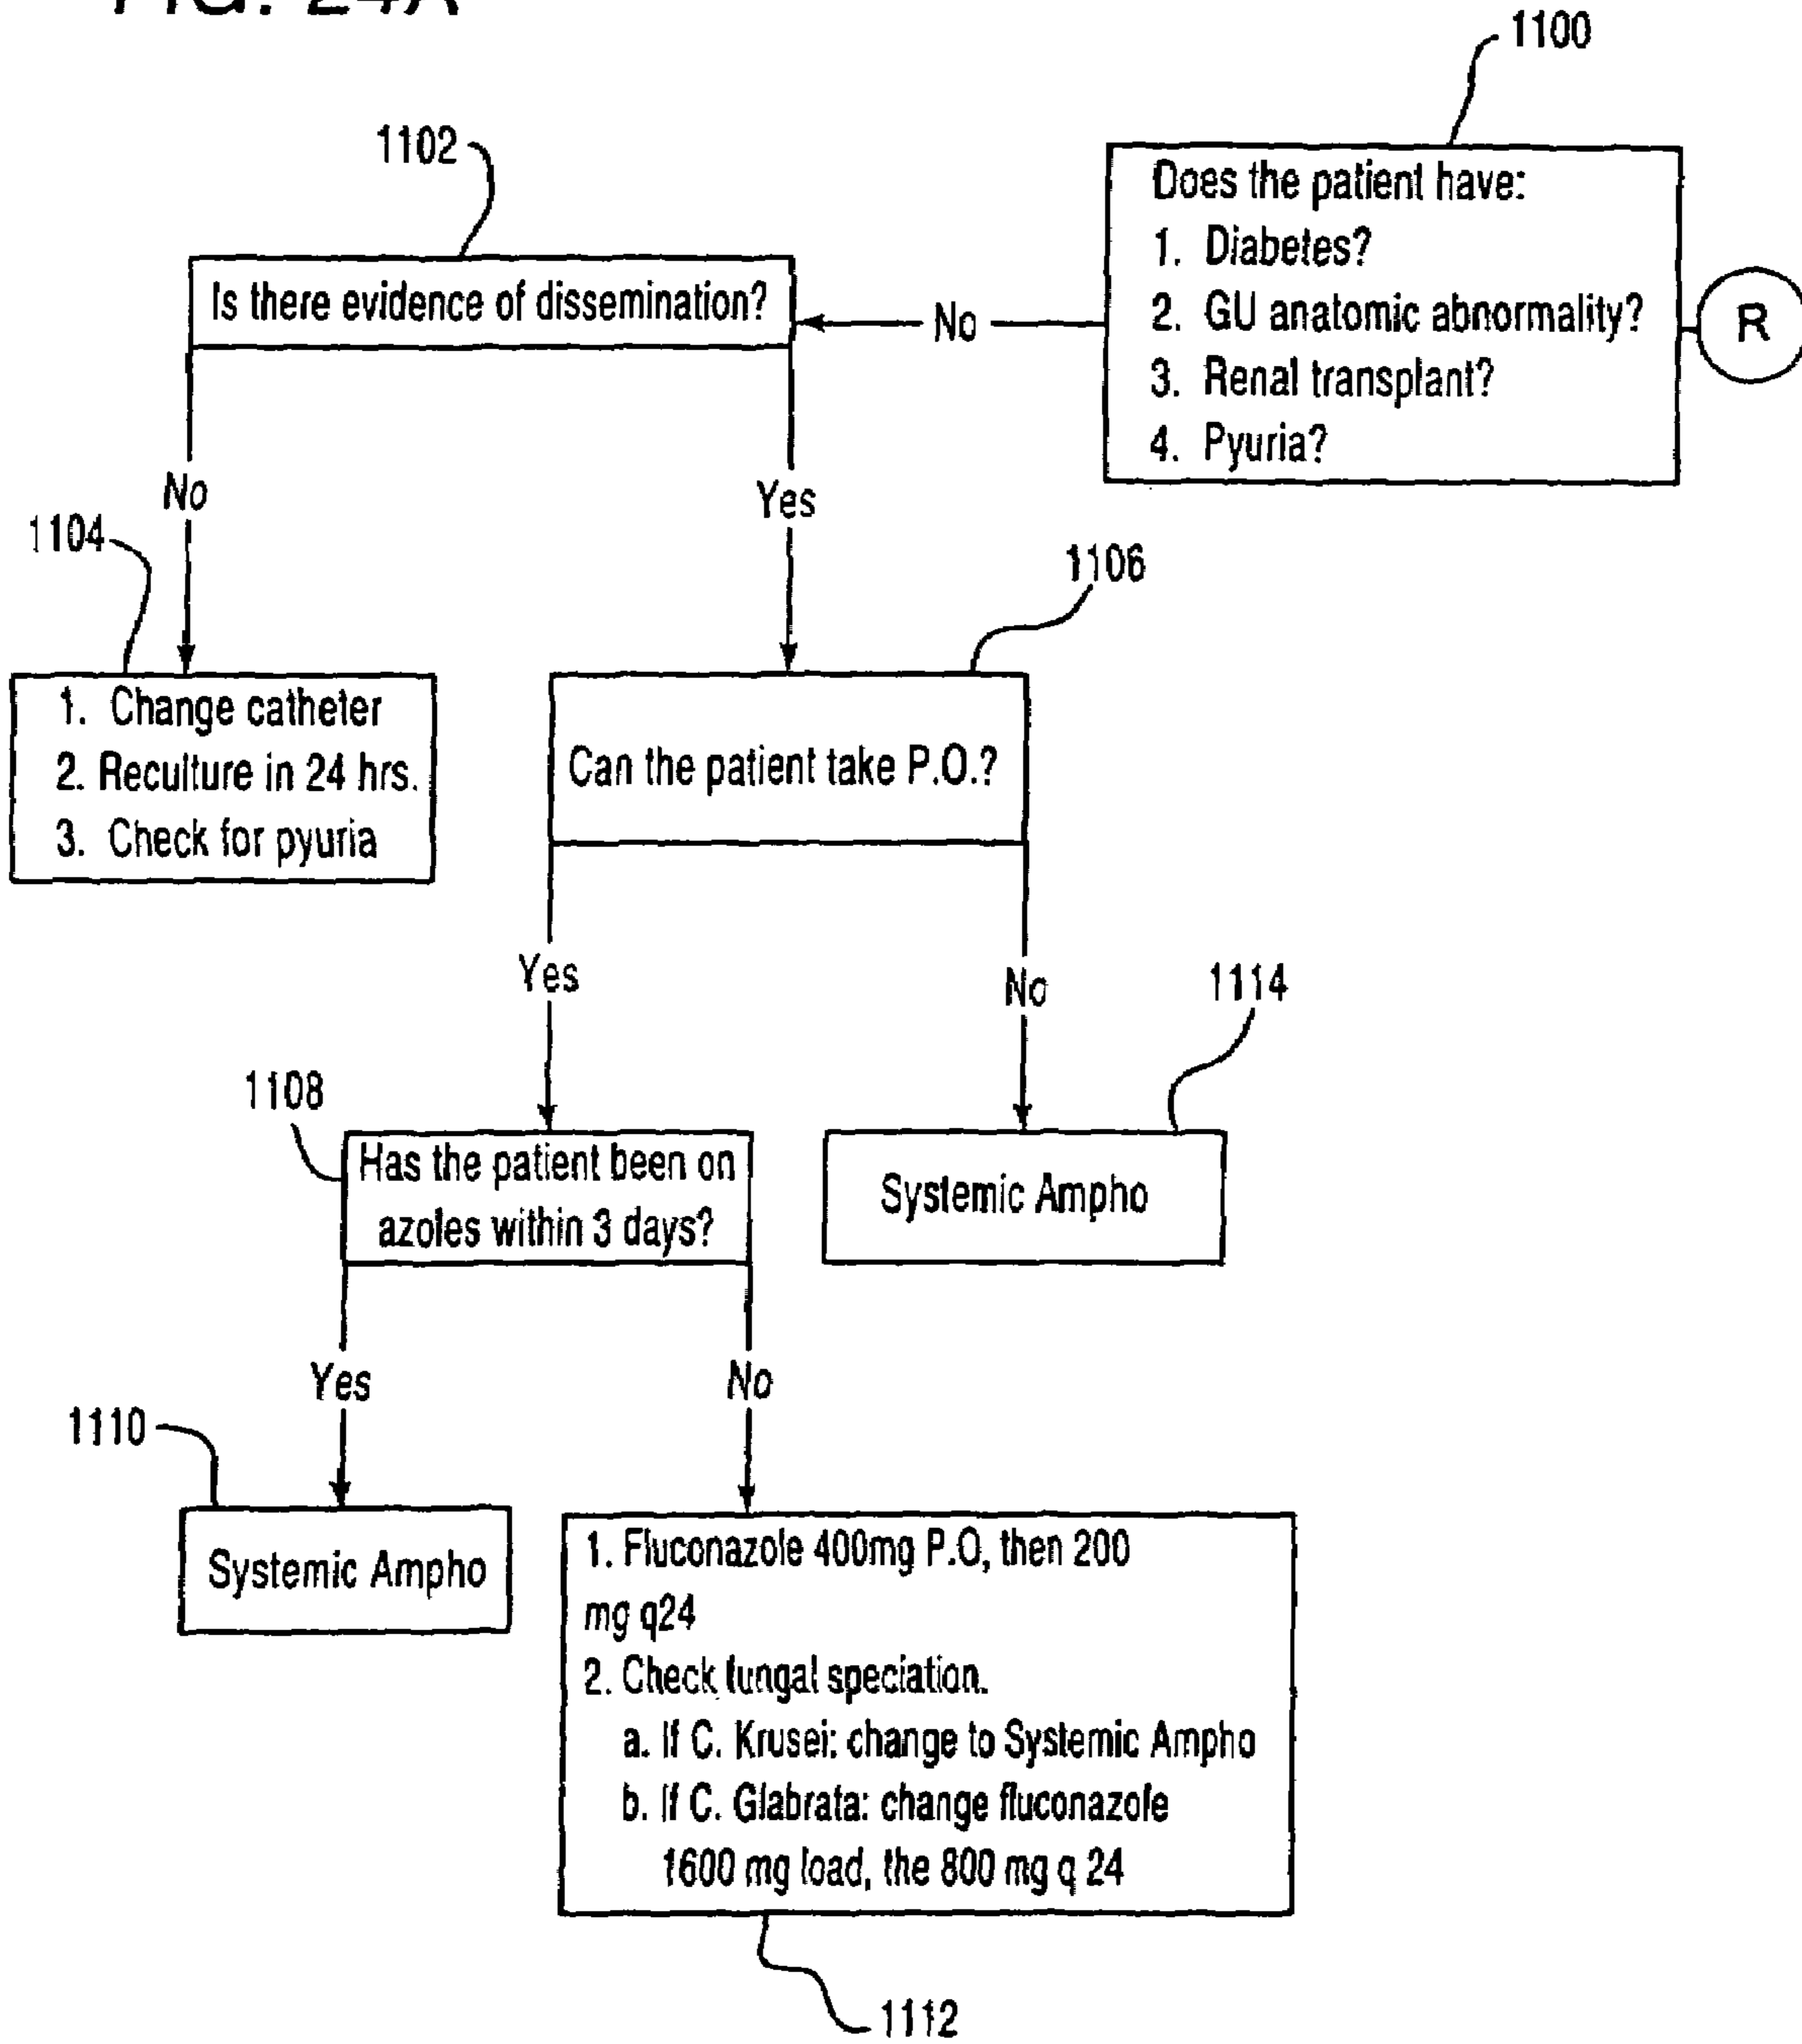 FIG. 24A
1100
1102
Does the patient have:
1. Diabetes?
2. GU anatomic abnormality?
3. Renal transplant?
4. Pyuria?
R
Is there evidence of dissemination?
No
No
Yes
1104
1106
1. Change catheter
2. Reculture in 24 hrs.
3. Check for pyuria
Can the patient take P.O.?
Yes
No
1114
1108
Has the patient been on
azoles within 3 days?
Systemic Ampho
Yes
No
1110
Systemic Ampho
1. Fluconazole 400mg P.O, then 200
mg q24
2. Check fungal speciation.
a. If C. Krusei: change to Systemic Ampho
b. If C. Glabrata: change fluconazole
1600 mg load, the 800 mg q 24
1112